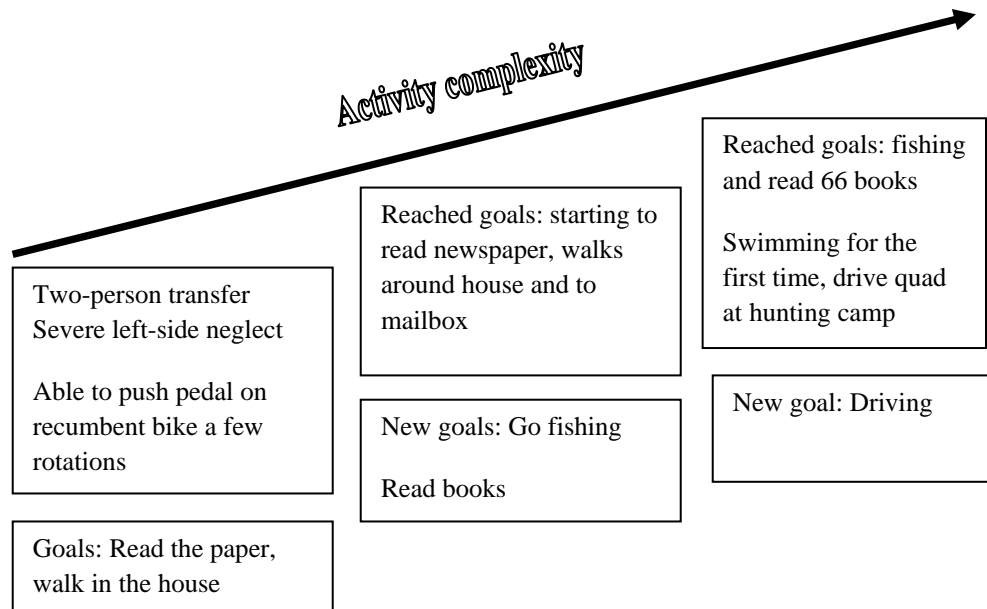 Activity complexity
Two-person transfer
Severe left-side neglect
Able to push pedal on
recumbent bike a few
rotations
Goals: Read the paper,
walk in the house
Reached goals: starting to
read newspaper, walks
around house and to
mailbox
New goals: Go fishing
Read books
Reached goals: fishing
and read 66 books
Swimming for the
first time, drive quad
at hunting camp
New goal: Driving